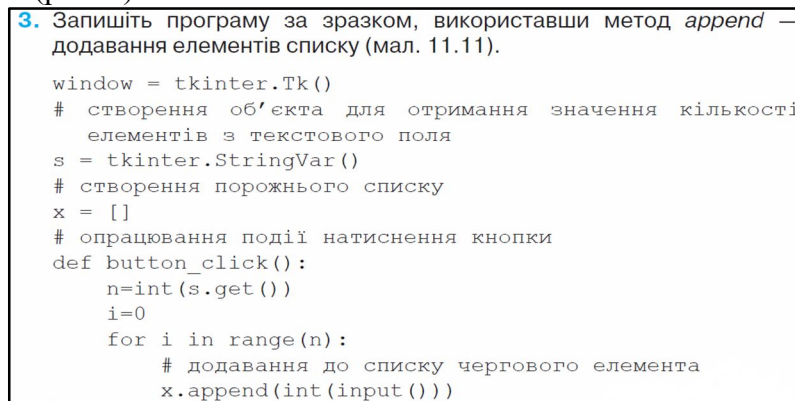 3. Запишіть програму за зразком, використавши метод append —
додавання елементів списку (мал. 11.11).
window = tkinter.Tk()
# створення об’єкта для отримання значення кількості
елементів з текстового поля
s = tkinter.StringVar()
# створення порожнього списку
x = []
# опрацювання події натиснення кнопки
def button_click():
n=int(s.get())
i=0
for i in range(n):
# додавання до списку чергового елемента
x.append(int(input()))